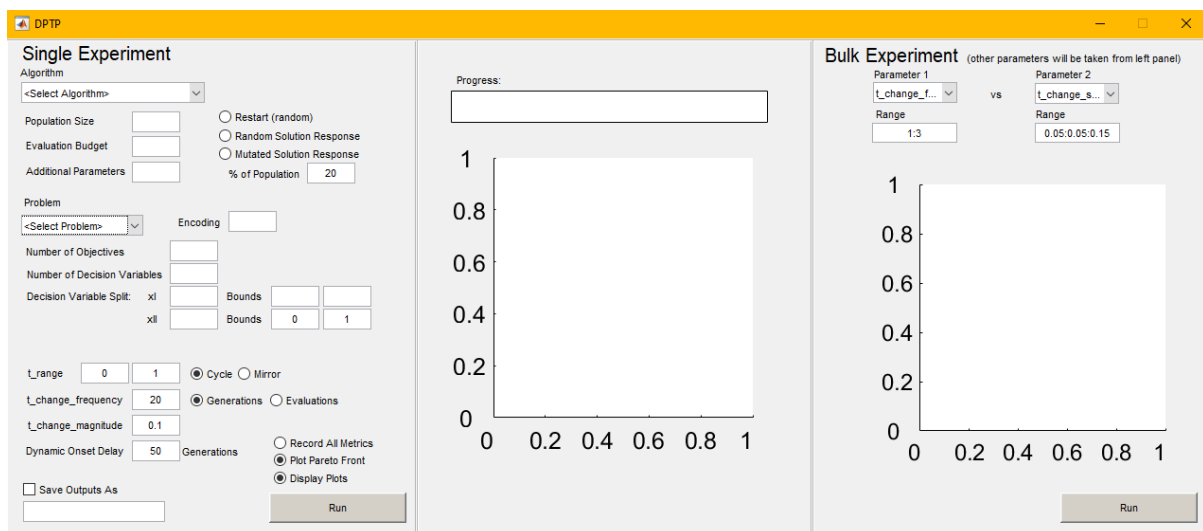 DPTP
Single Experiment
Algorithm
<Select Algorithm>
Population Size
Evaluation Budget
Additional Parameters
Restart (random)
Random Solution Response
Mutated Solution Response
% of Population 20
Problem
<Select Problem>
Encoding
Number of Objectives
Number of Decision Variables
Decision Variable Split: xI Bounds
xII Bounds 0 1
t_range 0 1 Cycle Mirror
t_change_frequency 20 Generations Evaluations
t_change_magnitude 0.1
Dynamic Onset Delay 50 Generations
Record All Metrics
Plot Pareto Front
Display Plots
Save Outputs As
Run
Progress:
1
0.8
0.6
0.4
0.2
0
0 0.2 0.4 0.6 0.8 1
Bulk Experiment (other parameters will be taken from left panel)
Parameter 1 Parameter 2
t_change_f... vs t_change_s...
Range Range
1:3 0.05:0.05:0.15
1
0.8
0.6
0.4
0.2
0
0 0.2 0.4 0.6 0.8 1
Run